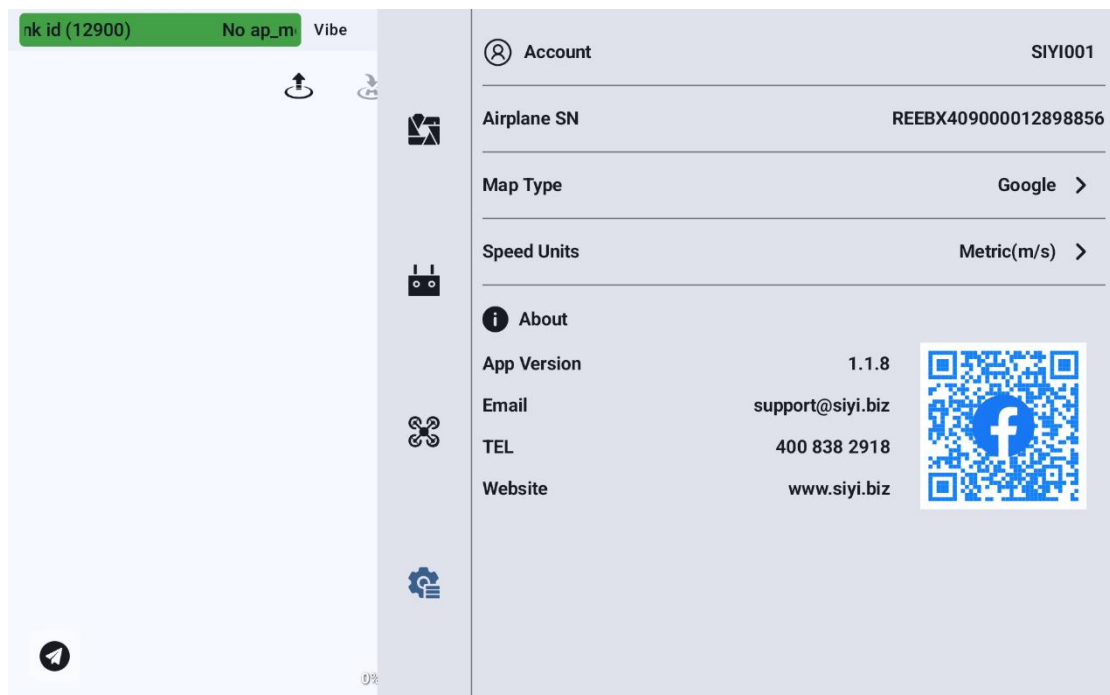 nk id (12900) No ap_m Vibe
Account SIYI001
Airplane SN REEBX409000012898856
Map Type Google
Speed Units Metric(m/s)
About
App Version 1.1.8
Email support@siyi.biz
TEL 400 838 2918
Website www.siyi.biz
0%